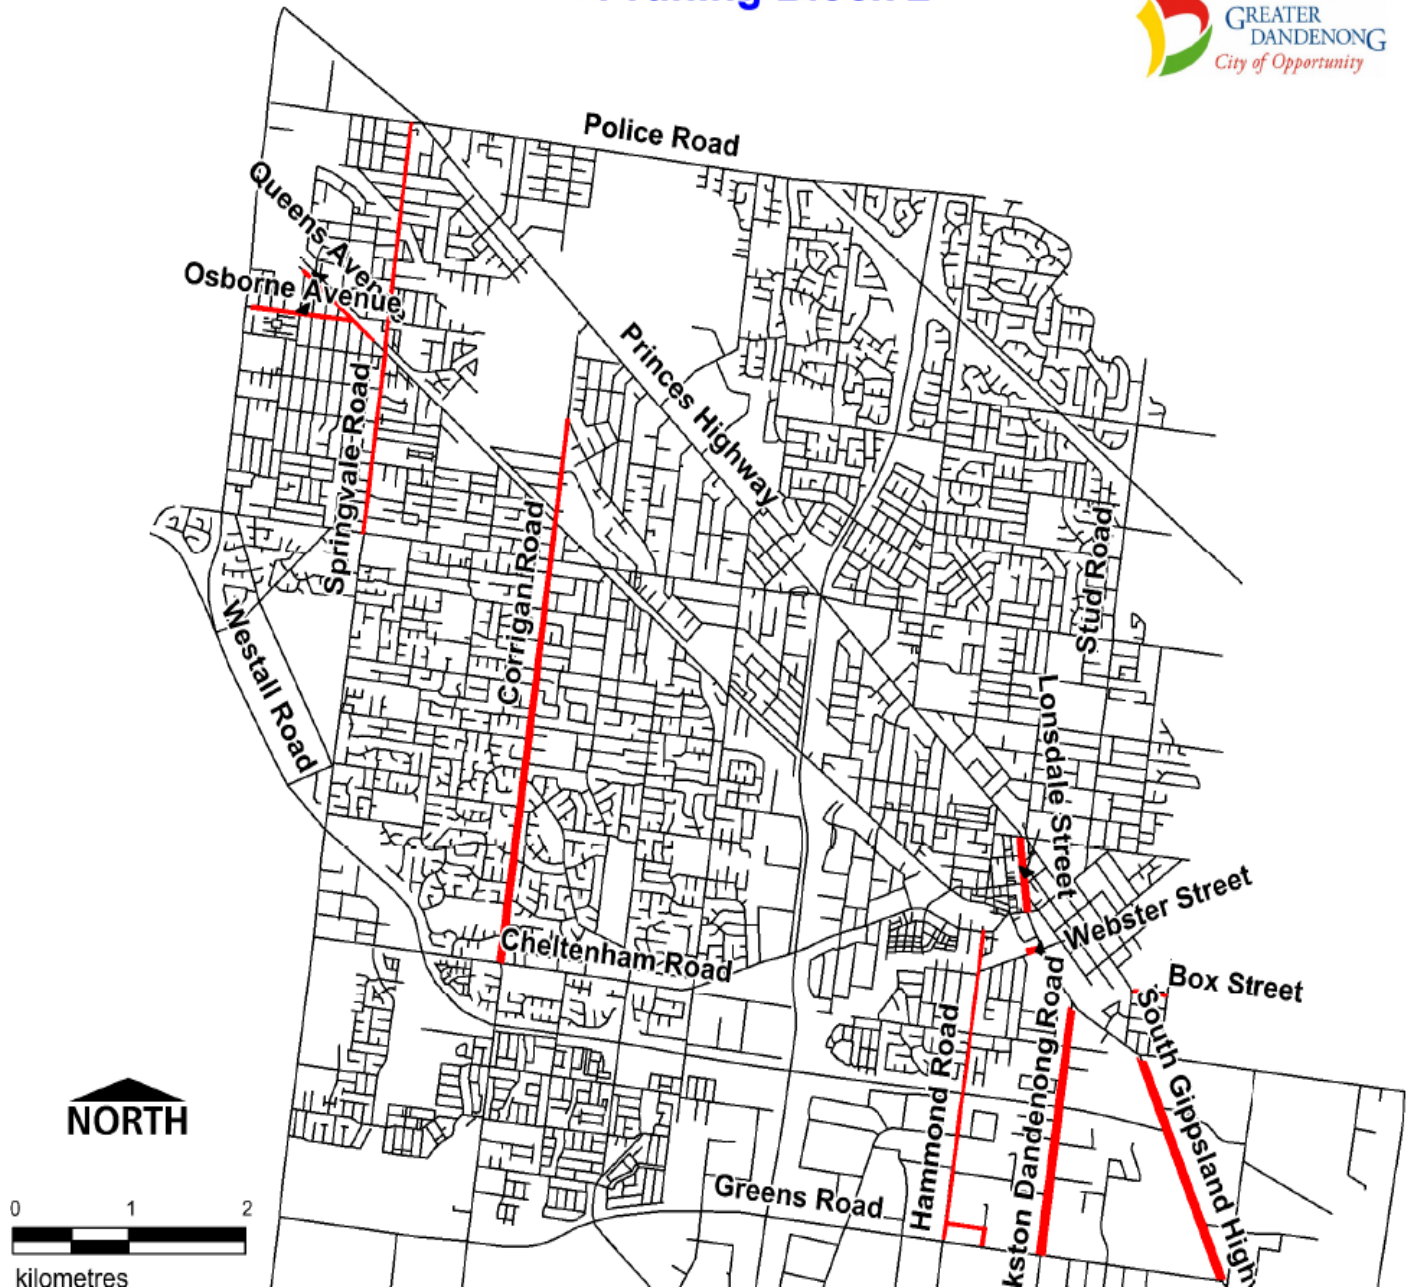 GREATER
DANDENONG
City of Opportunity
Police Road
Queens Avenue
Osborne Avenue
Princes Highway
Springvale Road
Corrigan Road
Stud Road
Westall Road
Lonsdale Street
Webster Street
Cheltenham Road
Box Street
Hammond Road
kston Dandenong Road
South Gippsland High
Greens Road
NORTH
0 1 2
kilometres